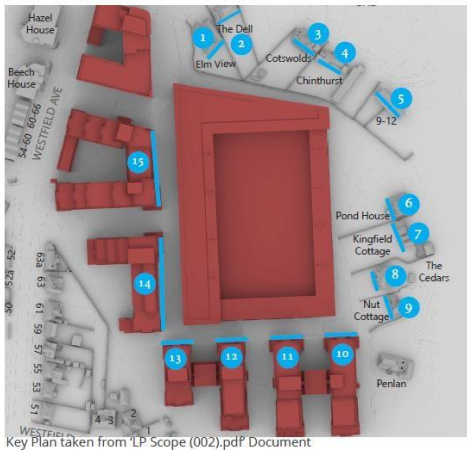 Hazel
House
The Dell
1
2
3
Elm View
Cotswolds
4
Chinthurst
Beech
House
5
9-12
60-66
54-60
WESTFIELD AVE
15
6
Pond House
7
Kingfield
Cottage
52
52a
50
63a
63
61
59
57
55
53
51
14
8
The
Cedars
Nut
Cottage
9
13
12
11
10
Penlan
4
3
2
1
WESTFIELD
Key Plan taken from 'LP Scope (002).pdf' Document